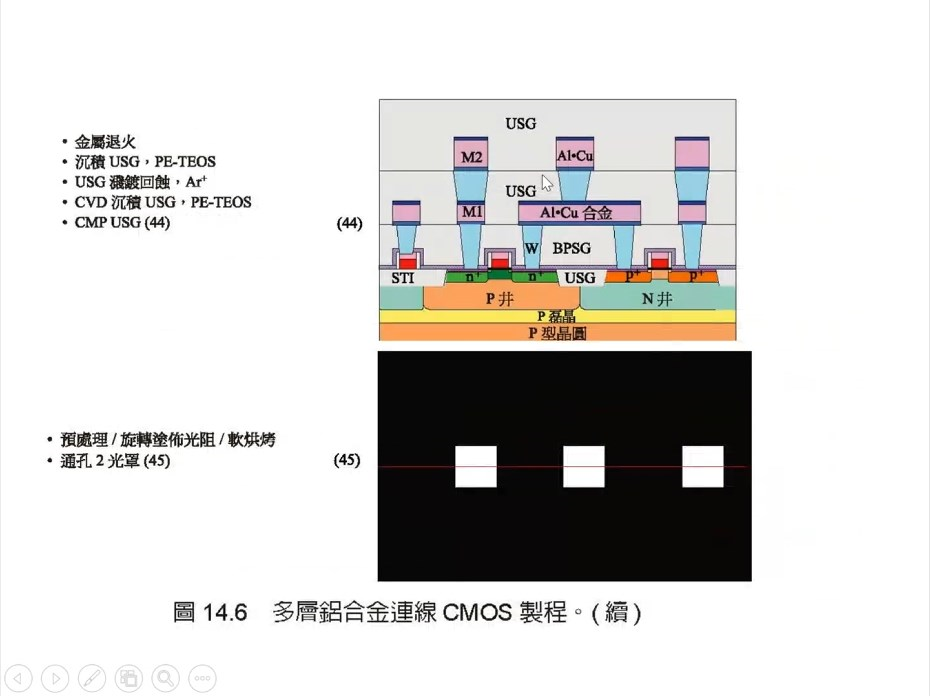 • 金屬退火
• 沉積 USG，PE-TEOS
• USG 濺鍍回蝕，Ar⁺
• CVD 沉積 USG，PE-TEOS
• CMP USG (44)
(44)
USG
M2
Al•Cu
USG
M1
Al•Cu 合金
W
BPSG
STI
n⁺
n⁺
USG
P⁺
P⁺
P 井
N 井
P 磊晶
P 型晶圓
• 預處理 / 旋轉塗佈光阻 / 軟烘烤
• 通孔 2 光罩 (45)
(45)
圖 14.6 多層鋁合金連線 CMOS 製程。( 續 )